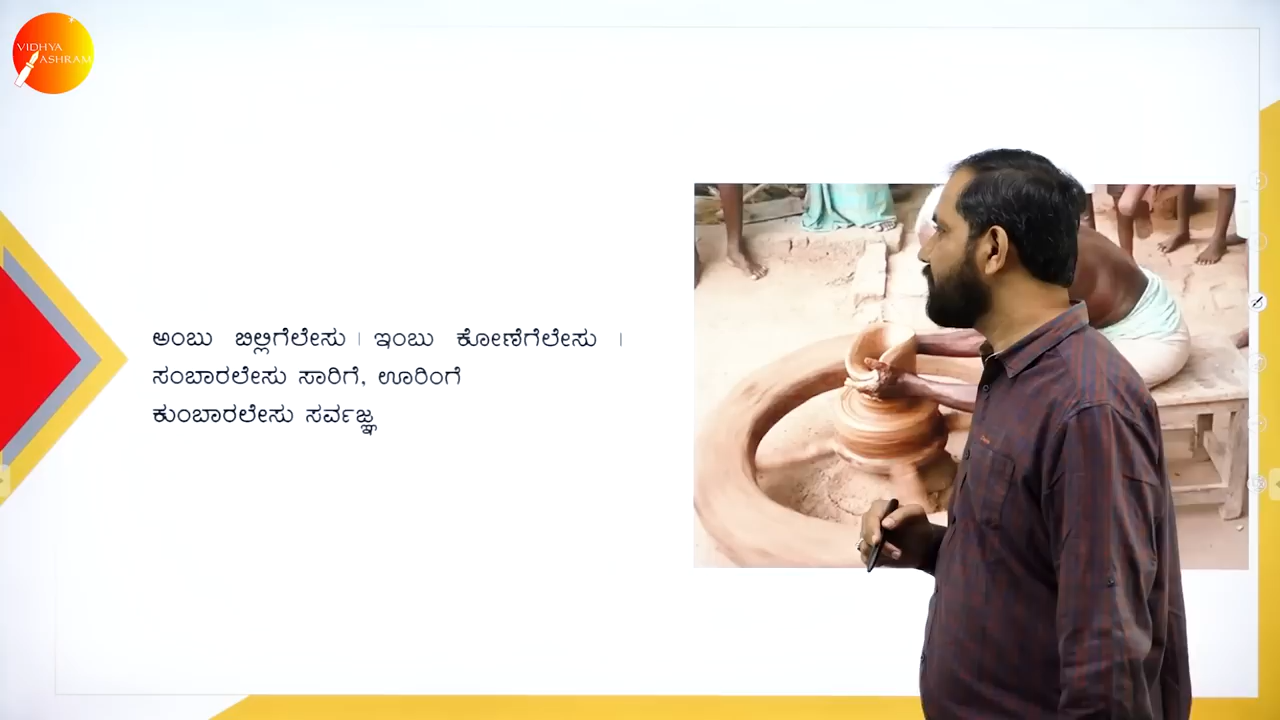 VIDHYA
ASHRAM
ಅಂಬು ಬಿಲ್ಲಿಗೆಲೇಸು । ಇಂಬು ಕೋಣೆಗೆಲೇಸು ।
ಸಂಬಾರಲೇಸು ಸಾರಿಗೆ, ಊರಿಂಗೆ
ಕುಂಬಾರಲೇಸು ಸರ್ವಜ್ಞ